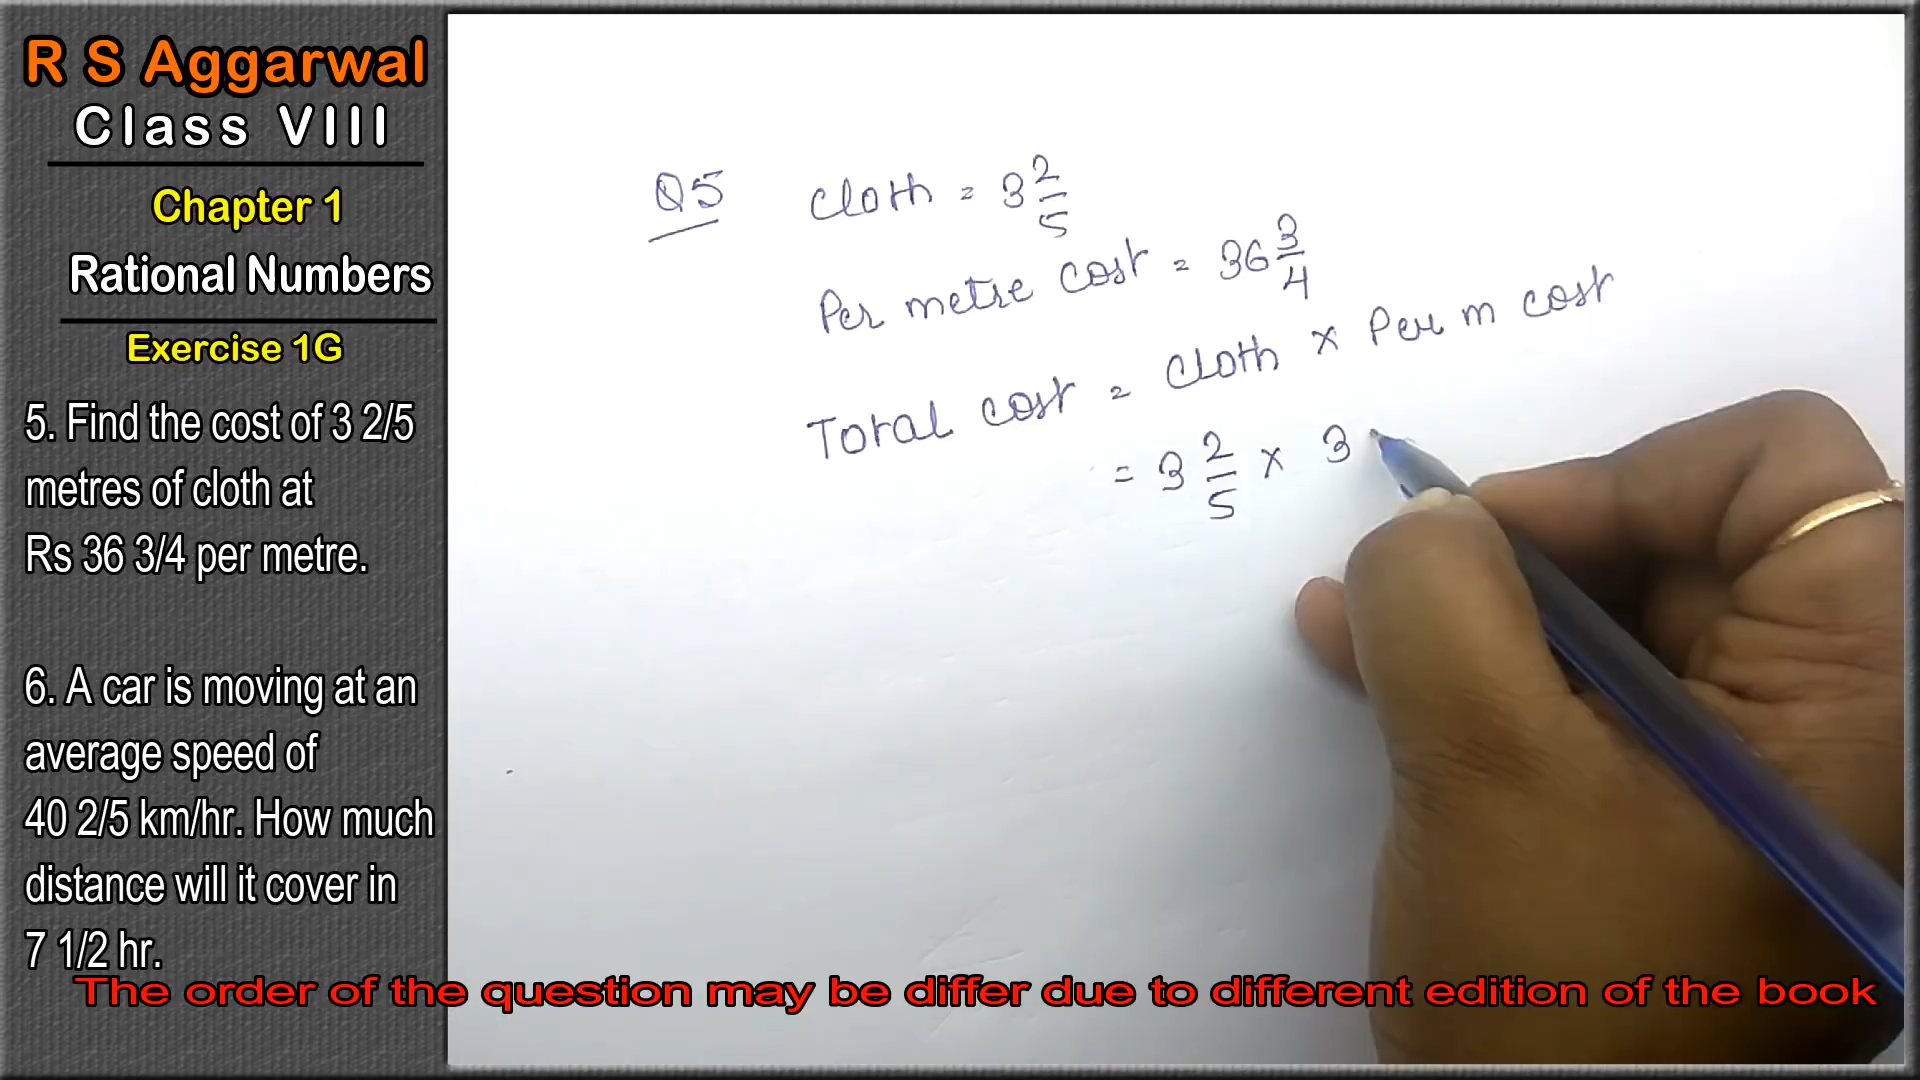 R S Aggarwal
Class VIII
Chapter 1
Rational Numbers
Exercise 1G
5. Find the cost of 3 2/5
metres of cloth at
Rs 36 3/4 per metre.
6. A car is moving at an
average speed of
40 2/5 km/hr. How much
distance will it cover in
7 1/2 hr.
Q5 Cloth = 3 2/5
Per metre cost = 36 3/4
Total cost = Cloth × Per m cost
= 3 2/5 × 3
The order of the question may be differ due to different edition of the book